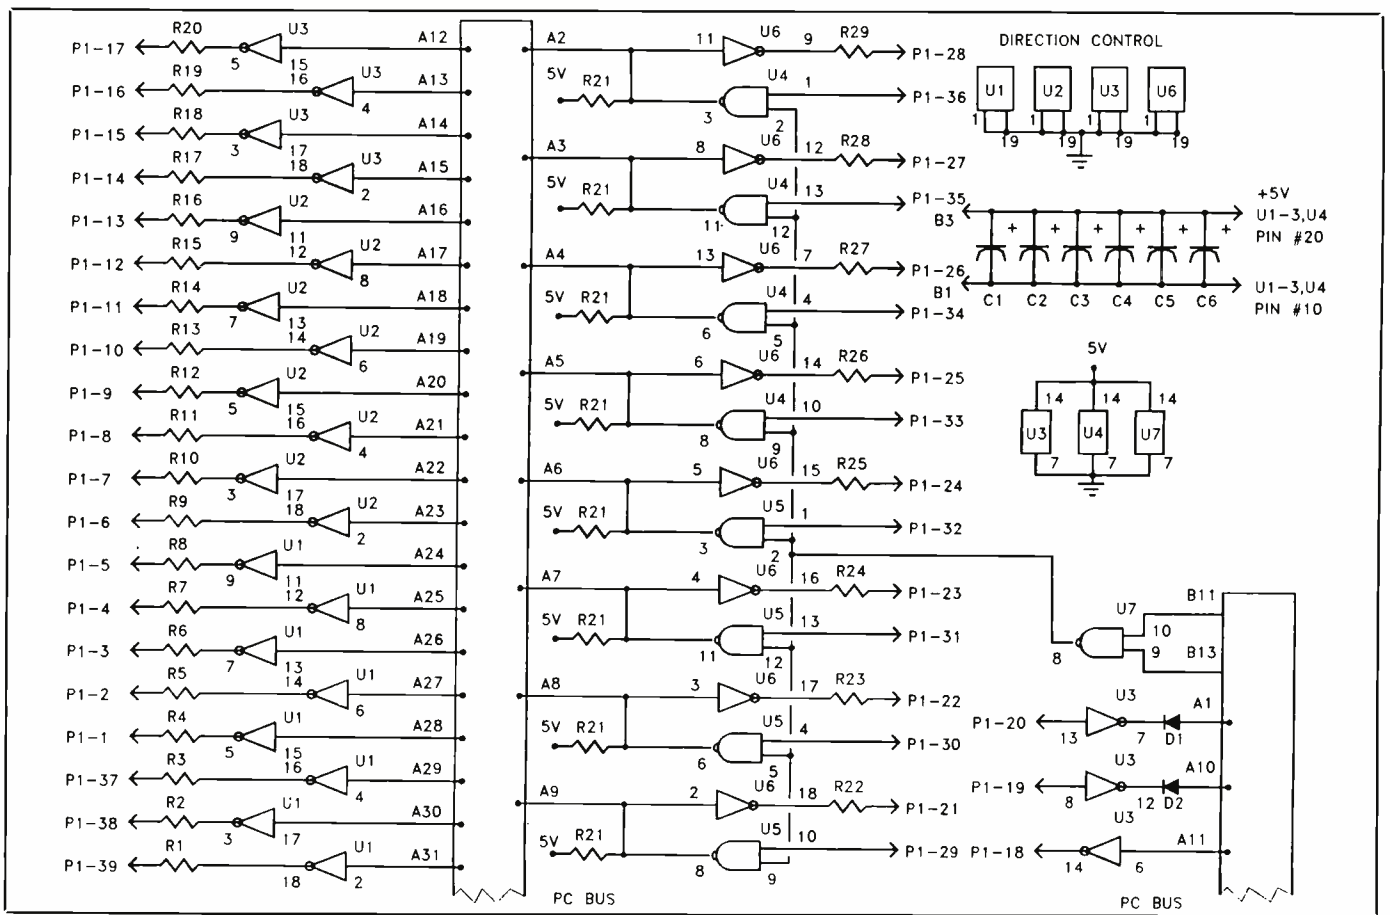 R20 U3 A12
P1-17 5 15
R19 16 U3 A13
P1-16 4
R18 U3 A14
P1-15 3 17
R17 18 U3 A15
P1-14 2
R16 U2 A16
P1-13 9 11
R15 12 U2 A17
P1-12 8
R14 U2 A18
P1-11 7 13
R13 14 U2 A19
P1-10 6
R12 U2 A20
P1-9 5 15
R11 16 U2 A21
P1-8 4
R10 U2 A22
P1-7 3 17
R9 18 U2 A23
P1-6 2
R8 U1 A24
P1-5 9 11
R7 12 U1 A25
P1-4 8
R6 U1 A26
P1-3 7 13
R5 14 U1 A27
P1-2 6
R4 U1 A28
P1-1 5 15
R3 16 U1 A29
P1-37 4
R2 U1 A30
P1-38 3 17
R1 U1 A31
P1-39 18 2
A2 11 U6 9 R29 P1-28
5V R21 U4 1 P1-36
3 2
A3 8 U6 12 R28 P1-27
5V R21 U4 13 P1-35
11 12
A4 13 U6 7 R27 P1-26
5V R21 U4 4 P1-34
6 5
A5 6 U6 14 R26 P1-25
5V R21 U4 10 P1-33
8 9
A6 5 U6 15 R25 P1-24
5V R21 U5 1 P1-32
3 2
A7 4 U6 16 R24 P1-23
5V R21 U5 13 P1-31
11 12
A8 3 U6 17 R23 P1-22
5V R21 U5 4 P1-30
6 5
A9 2 U6 18 R22 P1-21
5V R21 U5 10 P1-29
8 9
PC BUS
DIRECTION CONTROL
U1 U2 U3 U6
1 19 1 19 1 19 1 19
+5V
B3 U1-3,U4
+ + + + + + PIN #20
B1 U1-3,U4
C1 C2 C3 C4 C5 C6 PIN #10
5V
14 14 14
U3 U4 U7
7 7 7
B11
U7 10
8 9 B13
U3 A1
P1-20 13 7 D1
U3 A10
P1-19 8 12 D2
U3 A11
P1-18 14 6
PC BUS